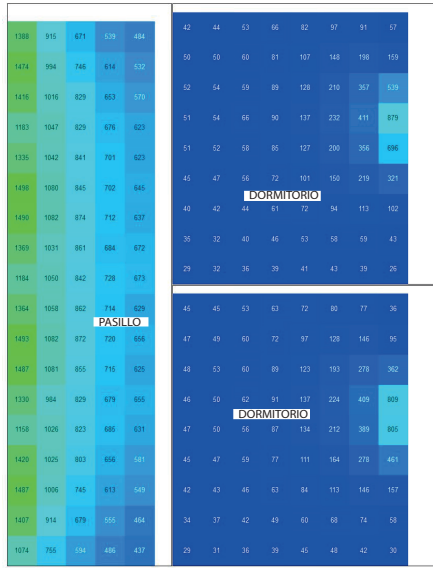 1388 915 671 539 484
1474 994 746 614 532
1416 1016 829 653 570
1183 1047 829 676 623
1335 1042 841 701 623
1498 1080 845 702 645
1490 1082 874 712 637
1369 1031 861 684 672
1184 1050 842 728 673
1364 1058 862 714 629
PASILLO
1493 1082 872 720 656
1487 1081 855 715 625
1330 984 829 679 655
1158 1026 823 685 631
1420 1025 803 656 581
1487 1006 745 613 549
1407 914 679 555 464
1074 755 594 486 437
42 44 53 66 82 97 91 57
50 50 60 81 107 148 198 159
52 54 59 89 128 210 357 539
51 54 66 90 137 232 411 879
51 52 58 85 127 200 356 696
45 47 56 72 101 150 219 321
DORMITORIO
40 42 44 61 72 94 113 102
35 32 40 46 53 58 59 43
29 32 36 39 41 43 39 26
45 45 53 63 72 80 77 36
47 49 60 72 97 128 146 95
48 53 60 89 123 193 278 362
46 50 62 91 137 224 409 809
DORMITORIO
47 50 56 87 134 212 389 805
45 47 59 77 111 164 278 461
42 43 46 63 84 113 146 157
34 37 42 49 60 68 74 58
29 31 36 39 45 48 42 30